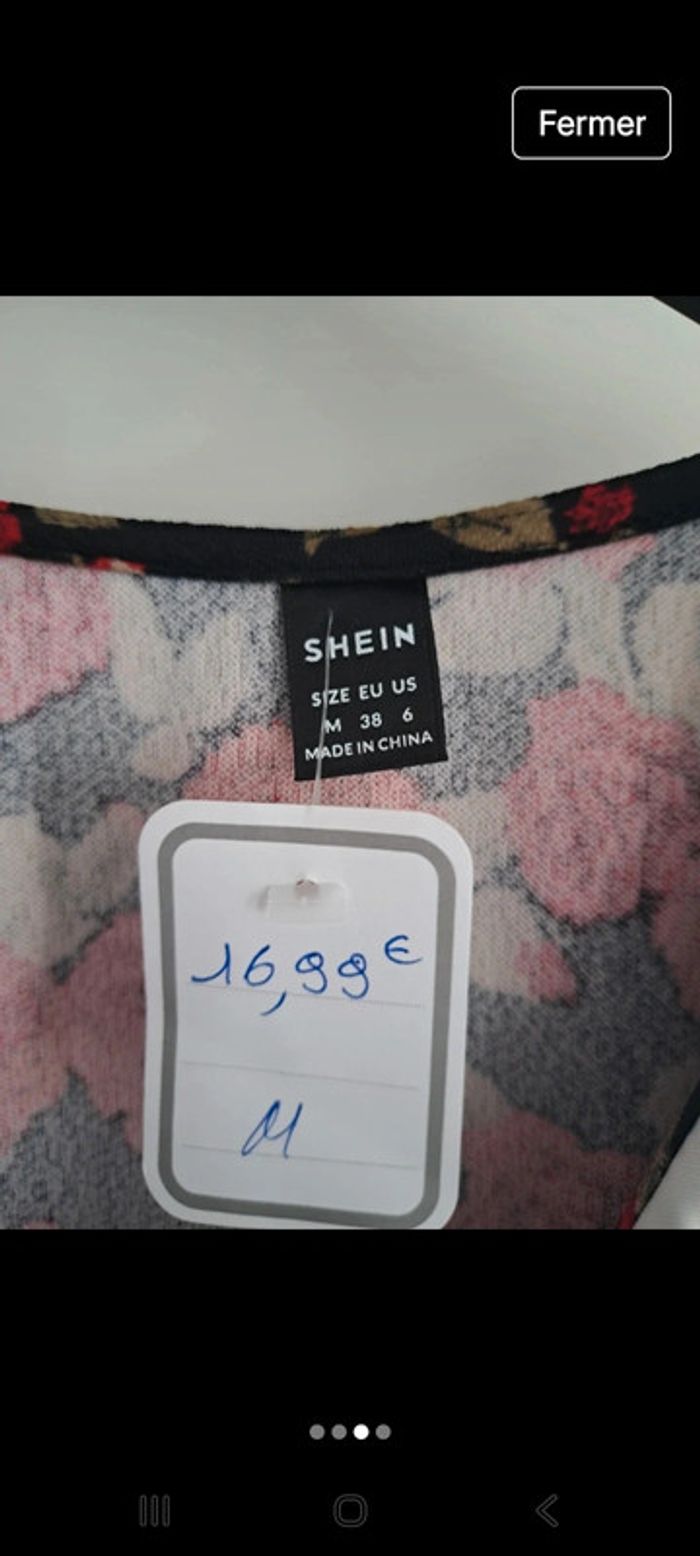 Fermer
SHEIN
SIZE EU US
M 38 6
MADE IN CHINA
16,99€
M